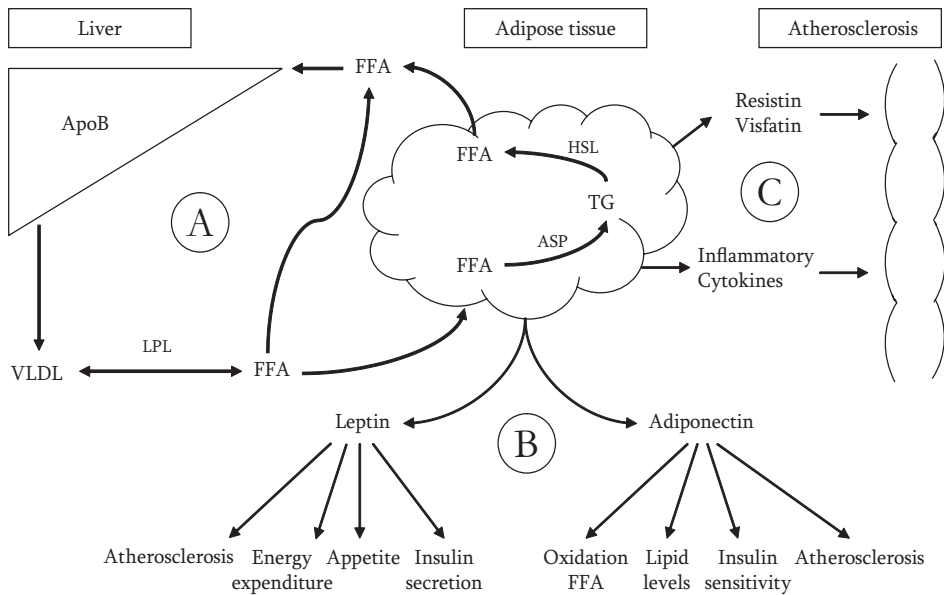 Liver
Adipose tissue
Atherosclerosis
FFA
ApoB
Resistin
Visfatin
HSL
FFA
TG
A
C
ASP
FFA
Inflammatory
Cytokines
LPL
VLDL
FFA
Leptin
B
Adiponectin
Atherosclerosis
Energy
expenditure
Appetite
Insulin
secretion
Oxidation
FFA
Lipid
levels
Insulin
sensitivity
Atherosclerosis